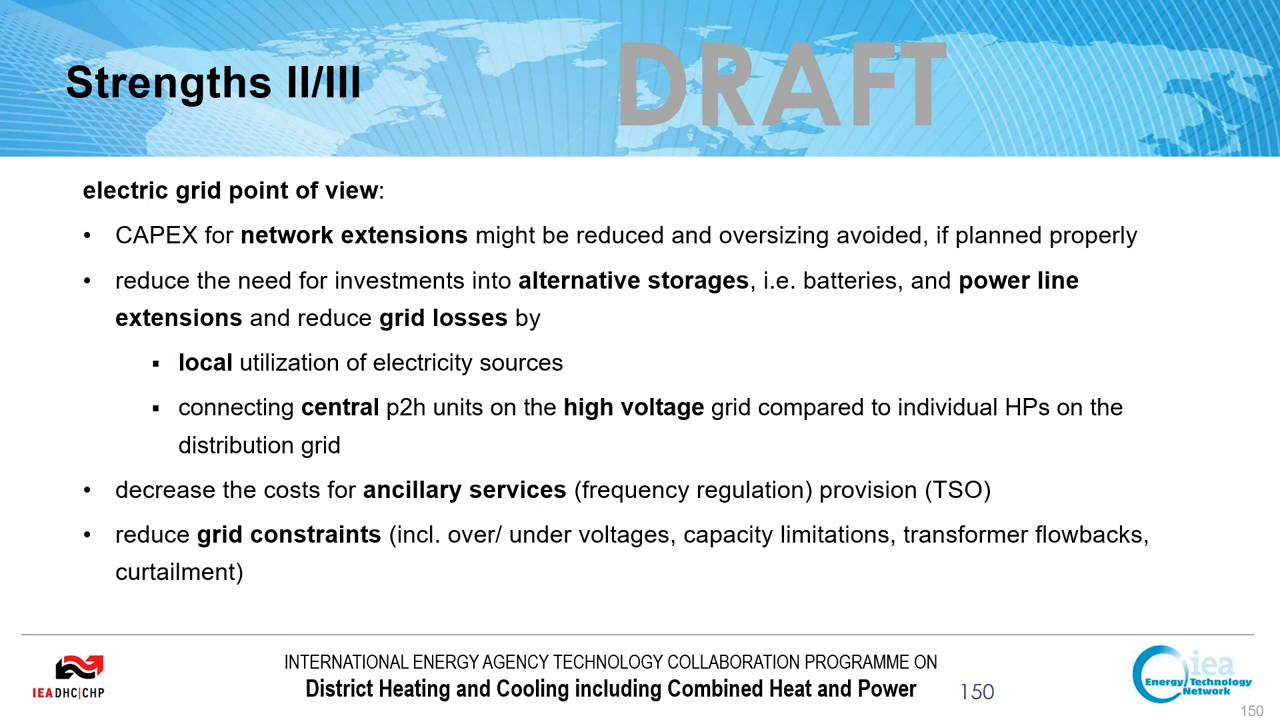 Strengths II/III
DRAFT
electric grid point of view:
• CAPEX for network extensions might be reduced and oversizing avoided, if planned properly
• reduce the need for investments into alternative storages, i.e. batteries, and power line
extensions and reduce grid losses by
▪ local utilization of electricity sources
▪ connecting central p2h units on the high voltage grid compared to individual HPs on the
distribution grid
• decrease the costs for ancillary services (frequency regulation) provision (TSO)
• reduce grid constraints (incl. over/ under voltages, capacity limitations, transformer flowbacks,
curtailment)
IEA DHC|CHP
INTERNATIONAL ENERGY AGENCY TECHNOLOGY COLLABORATION PROGRAMME ON
District Heating and Cooling including Combined Heat and Power
150
iea
Energy Technology
Network
150